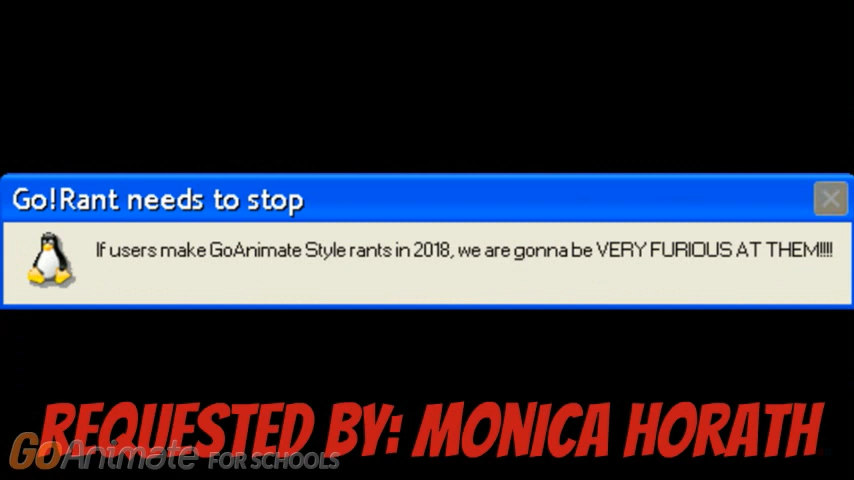 Go!Rant needs to stop
If users make GoAnimate Style rants in 2018, we are gonna be VERY FURIOUS AT THEM!!!!
REQUESTED BY: MONICA HORATH
GoAnimate FOR SCHOOLS